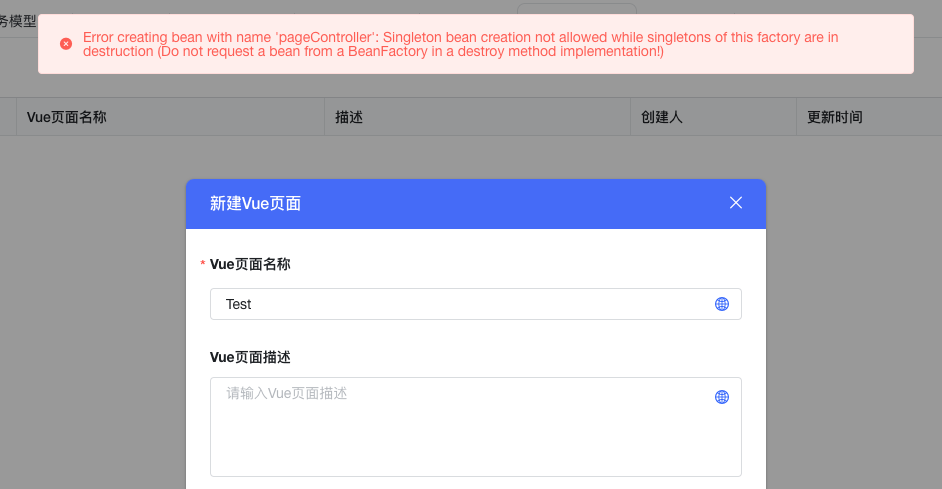 务模型
Error creating bean with name 'pageController': Singleton bean creation not allowed while singletons of this factory are in
destruction (Do not request a bean from a BeanFactory in a destroy method implementation!)
Vue页面名称
描述
创建人
更新时间
新建Vue页面
* Vue页面名称
Test
Vue页面描述
请输入Vue页面描述